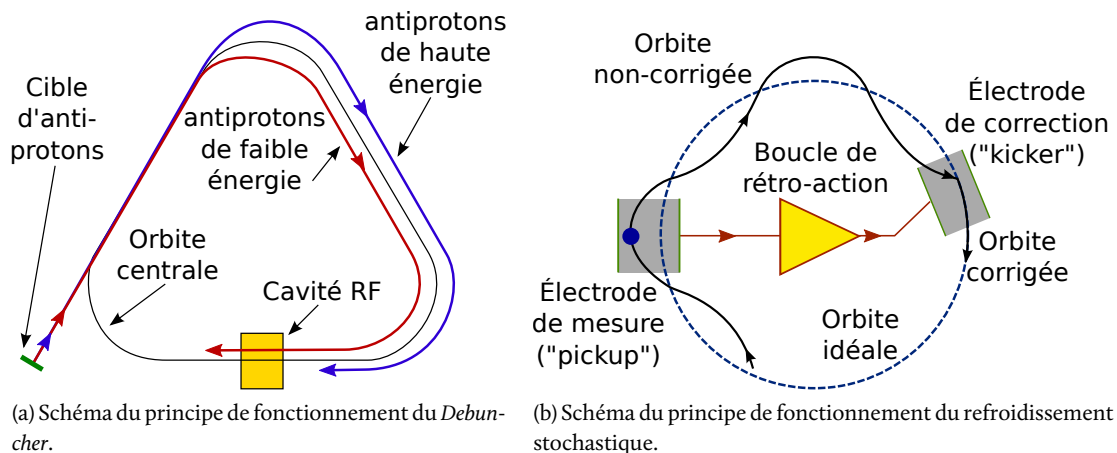 antiprotons
de haute
énergie
Cible
d'anti-
protons
antiprotons
de faible
énergie
Orbite
centrale
Cavité RF
(a) Schéma du principe de fonctionnement du Debun-
cher.
Orbite
non-corrigée
Électrode
de correction
("kicker")
Boucle de
rétro-action
Orbite
corrigée
Électrode
de mesure
("pickup")
Orbite
idéale
(b) Schéma du principe de fonctionnement du refroidissement
stochastique.